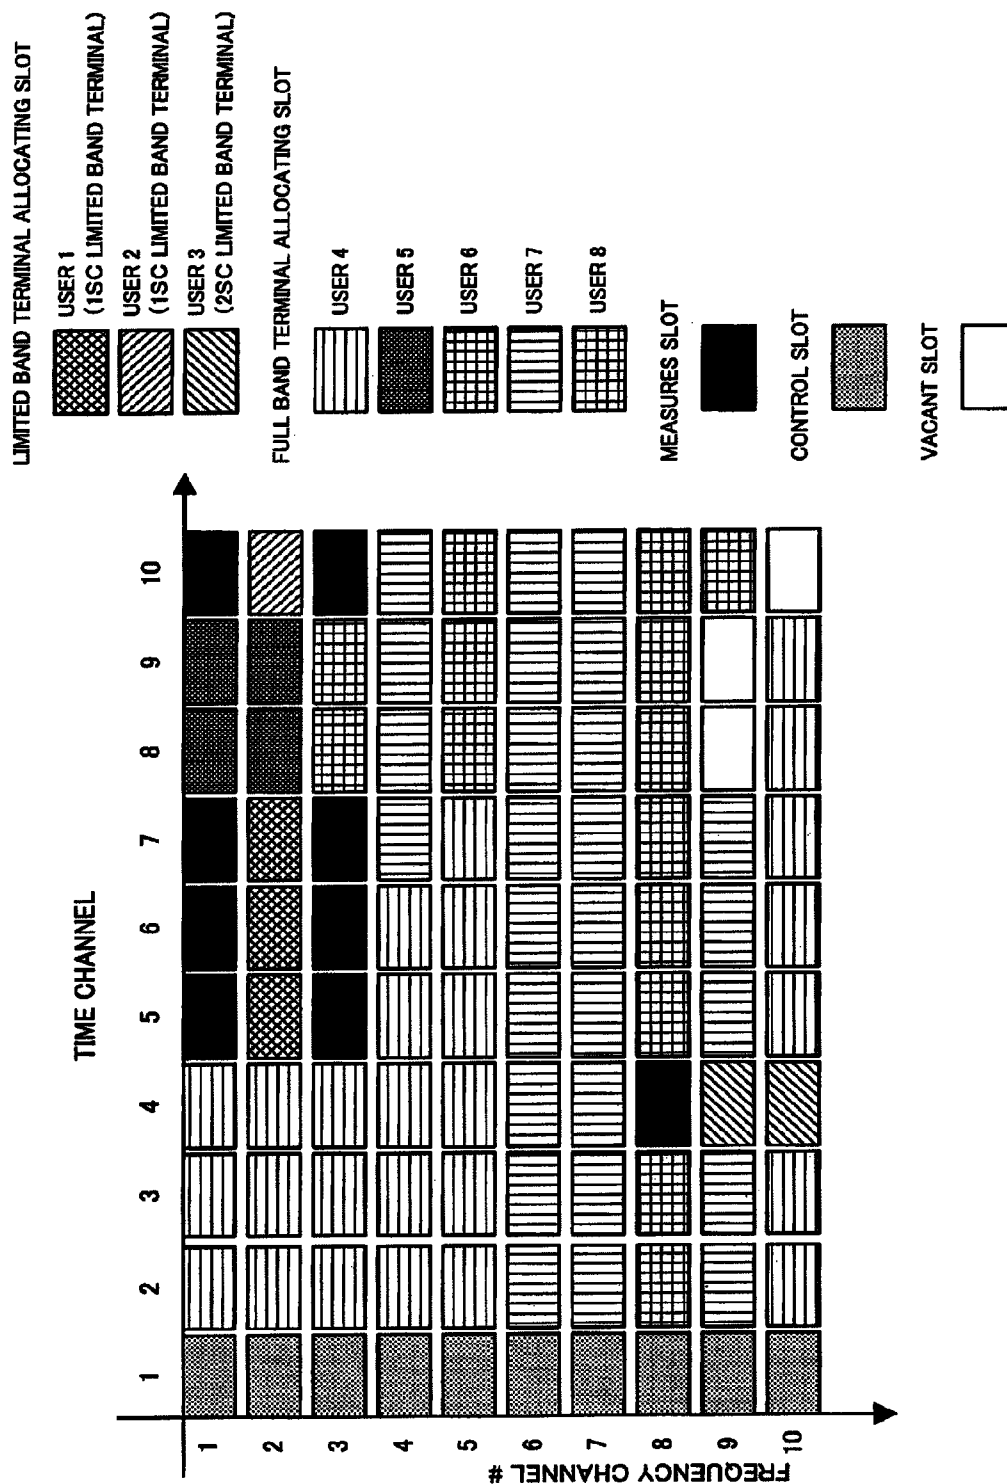 LIMITED BAND TERMINAL ALLOCATING SLOT
USER 1
(1SC LIMITED BAND TERMINAL)
USER 2
(1SC LIMITED BAND TERMINAL)
USER 3
(2SC LIMITED BAND TERMINAL)
FULL BAND TERMINAL ALLOCATING SLOT
USER 4
USER 5
USER 6
USER 7
USER 8
MEASURES SLOT
CONTROL SLOT
VACANT SLOT
TIME CHANNEL
1 2 3 4 5 6 7 8 9 10
FREQUENCY CHANNEL #
1
2
3
4
5
6
7
8
9
10